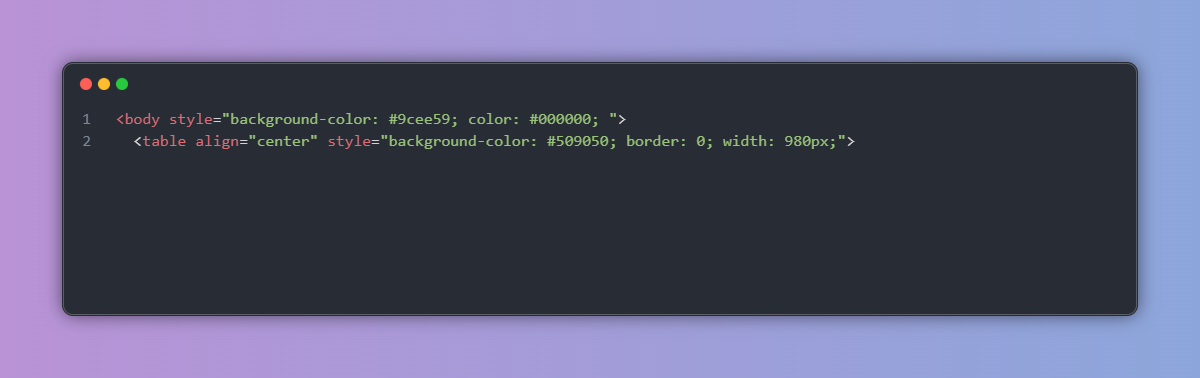 1 <body style="background-color: #9cee59; color: #000000; ">
2 <table align="center" style="background-color: #509050; border: 0; width: 980px;">